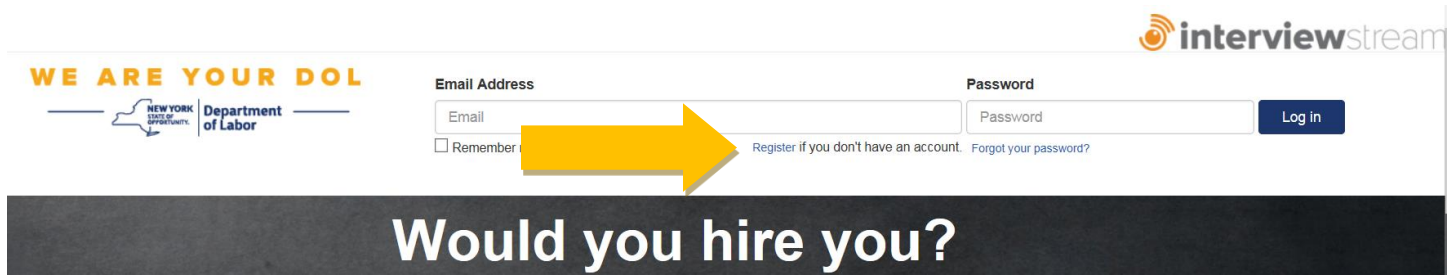 interviewstream
WE ARE YOUR DOL
NEW YORK
STATE OF
OPPORTUNITY.
Department
of Labor
Email Address
Password
Email
Password
Log in
Remember
Register if you don't have an account. Forgot your password?
Would you hire you?